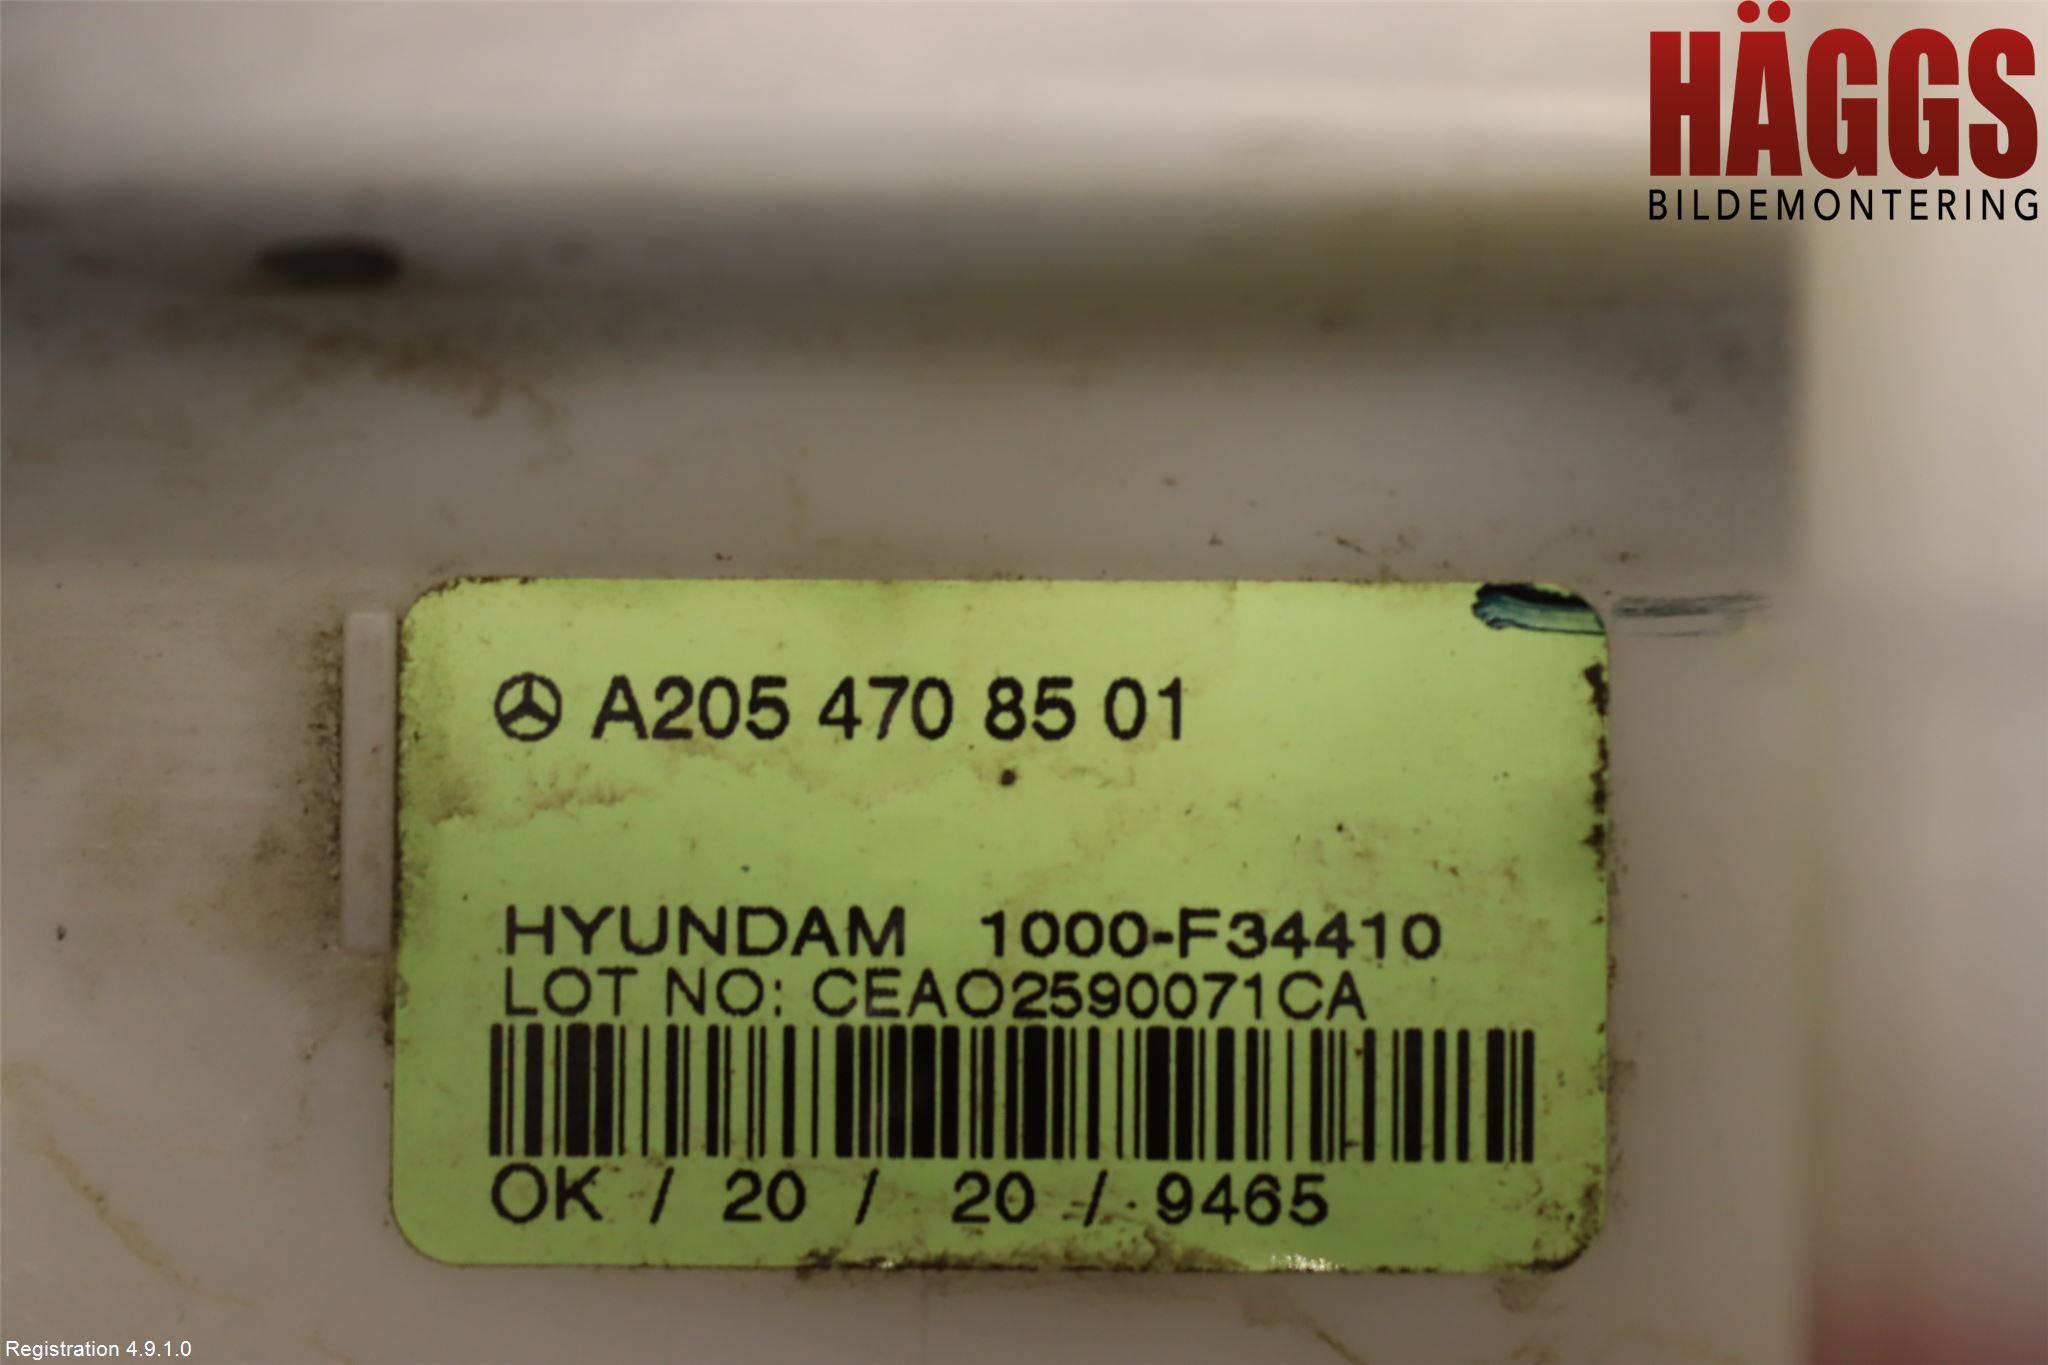 HÄGGS
BILDEMONTERING
A205 470 85 01
HYUNDAM 1000-F34410
LOT NO: CEAO2590071CA
OK / 20 / 20 / 9465
Registration 4.9.1.0